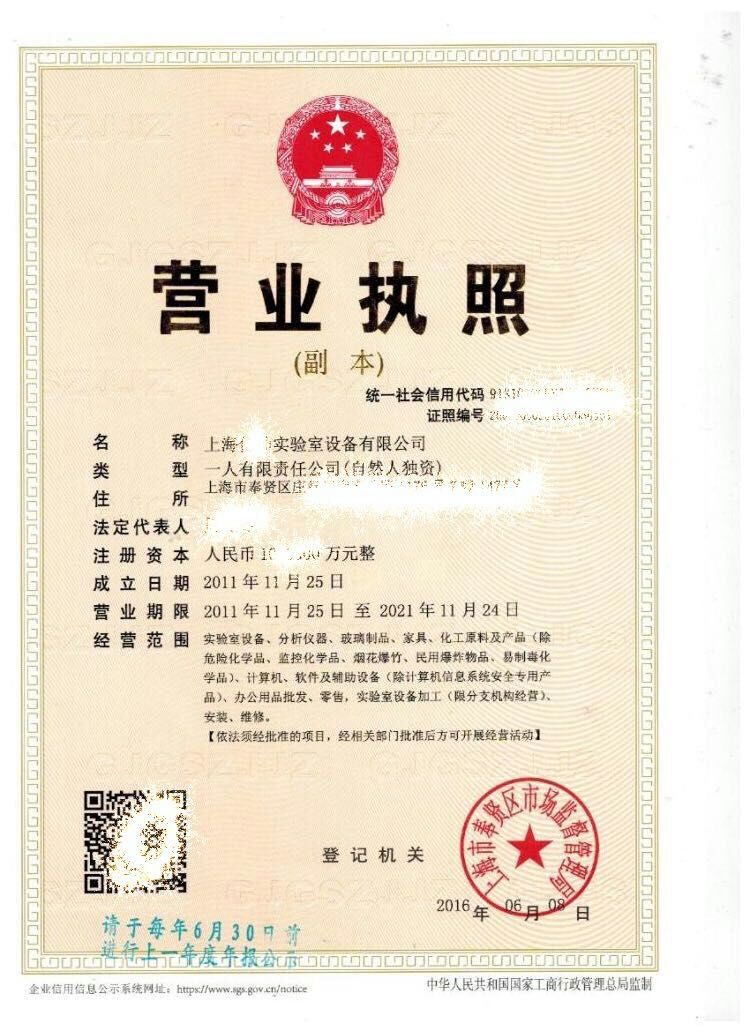 营业执照
(副 本)
统一社会信用代码
证照编号
名 称 上海 实验室设备有限公司
类 型 一人有限责任公司(自然人独资)
住 所 上海市奉贤区
法定代表人
注册资本 人民币 万元整
成立日期 2011年11月25日
营业期限 2011年11月25日 至 2021年11月24日
经营范围 实验室设备、分析仪器、玻璃制品、家具、化工原料及产品（除
危险化学品、监控化学品、烟花爆竹、民用爆炸物品、易制毒化
学品）、计算机、软件及辅助设备（除计算机信息系统安全专用产
品）、办公用品批发、零售，实验室设备加工（限分支机构经营）、
安装、维修。
【依法须经批准的项目，经相关部门批准后方可开展经营活动】
登记机关
上海市奉贤区市场监督管理局
2016年06月08日
请于每年6月30日前
进行上一年度年报公示
企业信用信息公示系统网址：https://www.sgs.gov.cn/notice
中华人民共和国国家工商行政管理总局监制